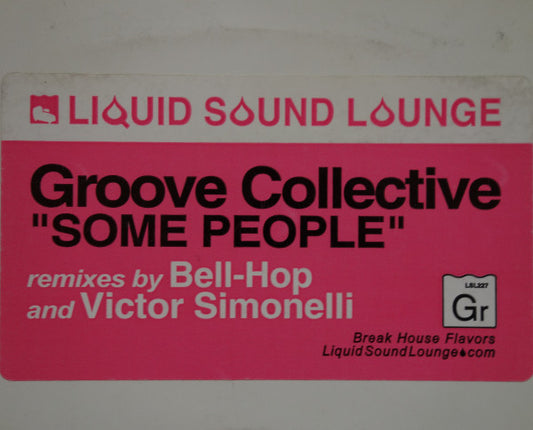 LIQUID SOUND LOUNGE
Groove Collective
"SOME PEOPLE"
remixes by Bell-Hop
and Victor Simonelli
LSL227
Gr
Break House Flavors
LiquidSoundLounge.com